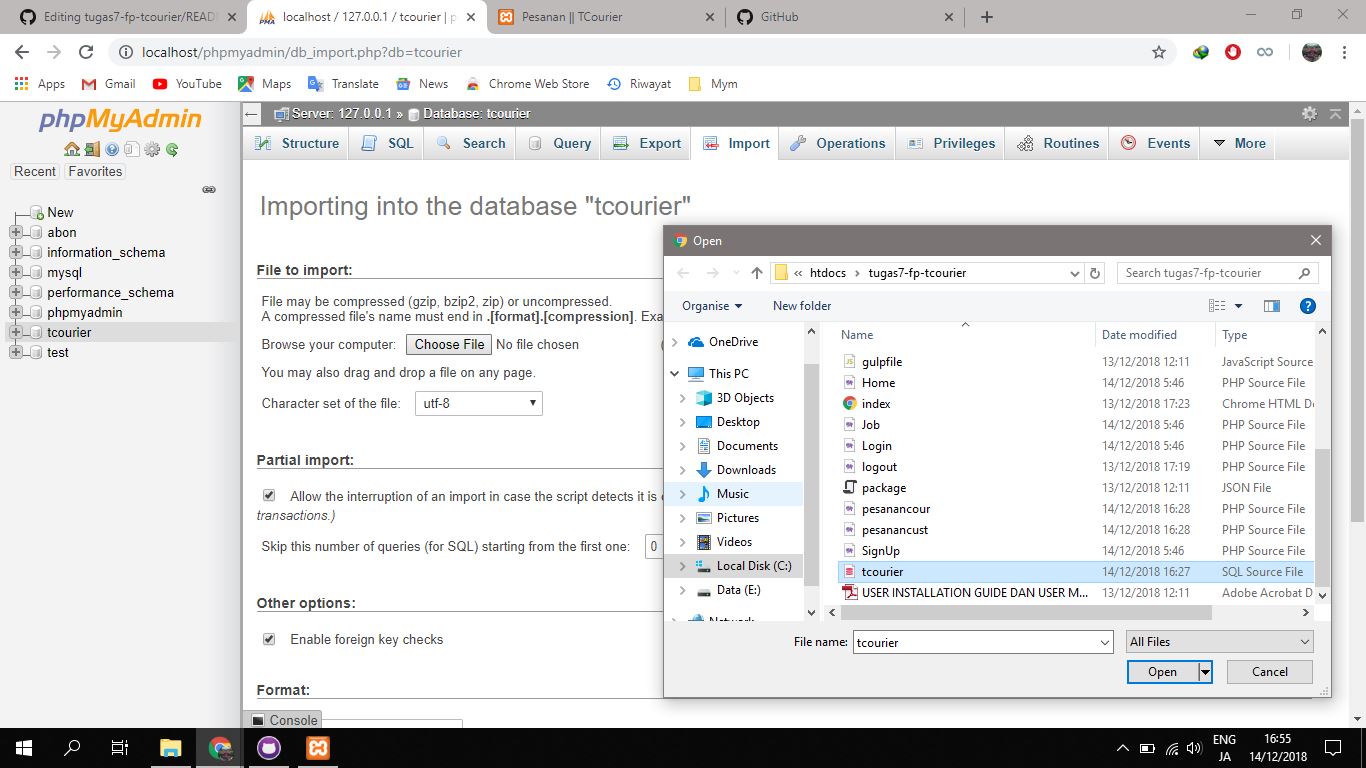 Editing tugas7-fp-tcourier/READ
localhost / 127.0.0.1 / tcourier | p
Pesanan || TCourier
GitHub
localhost/phpmyadmin/db_import.php?db=tcourier
Apps Gmail YouTube Maps Translate News Chrome Web Store Riwayat Mym
phpMyAdmin
Recent Favorites
New
abon
information_schema
mysql
performance_schema
phpmyadmin
tcourier
test
Server: 127.0.0.1 » Database: tcourier
Structure SQL Search Query Export Import Operations Privileges Routines Events More
Importing into the database "tcourier"
File to import:
File may be compressed (gzip, bzip2, zip) or uncompressed.
A compressed file's name must end in .[format].[compression]. Exa
Browse your computer: Choose File No file chosen (
You may also drag and drop a file on any page.
Character set of the file: utf-8
Partial import:
Allow the interruption of an import in case the script detects it is
transactions.)
Skip this number of queries (for SQL) starting from the first one: 0
Other options:
Enable foreign key checks
Format:
Console
Open
« htdocs › tugas7-fp-tcourier
Search tugas7-fp-tcourier
Organise New folder
OneDrive
This PC
3D Objects
Desktop
Documents
Downloads
Music
Pictures
Videos
Local Disk (C:)
Data (E:)
Network
Name Date modified Type
gulpfile 13/12/2018 12:11 JavaScript Source
Home 14/12/2018 5:46 PHP Source File
index 13/12/2018 17:23 Chrome HTML Do
Job 14/12/2018 5:46 PHP Source File
Login 14/12/2018 5:46 PHP Source File
logout 13/12/2018 17:19 PHP Source File
package 13/12/2018 12:11 JSON File
pesanancour 14/12/2018 16:28 PHP Source File
pesanancust 14/12/2018 16:28 PHP Source File
SignUp 14/12/2018 5:46 PHP Source File
tcourier 14/12/2018 16:27 SQL Source File
USER INSTALLATION GUIDE DAN USER M... 13/12/2018 12:11 Adobe Acrobat D
File name: tcourier All Files
Open Cancel
ENG
JA
16:55
14/12/2018